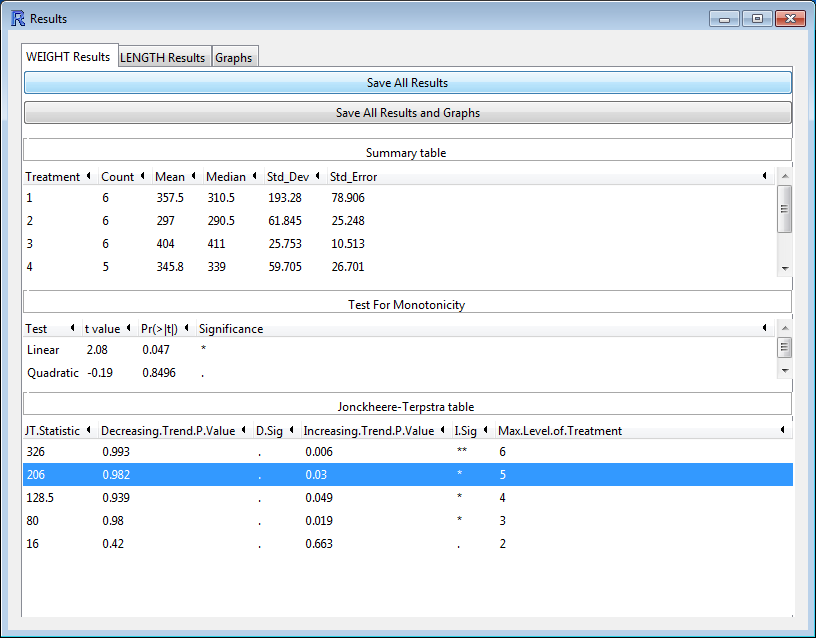 Results
WEIGHT Results LENGTH Results Graphs
Save All Results
Save All Results and Graphs
Summary table
Treatment Count Mean Median Std_Dev Std_Error
1 6 357.5 310.5 193.28 78.906
2 6 297 290.5 61.845 25.248
3 6 404 411 25.753 10.513
4 5 345.8 339 59.705 26.701
Test For Monotonicity
Test t value Pr(>|t|) Significance
Linear 2.08 0.047 *
Quadratic -0.19 0.8496 .
Jonckheere-Terpstra table
JT.Statistic Decreasing.Trend.P.Value D.Sig Increasing.Trend.P.Value I.Sig Max.Level.of.Treatment
326 0.993 . 0.006 ** 6
206 0.982 . 0.03 * 5
128.5 0.939 . 0.049 * 4
80 0.98 . 0.019 * 3
16 0.42 . 0.663 . 2